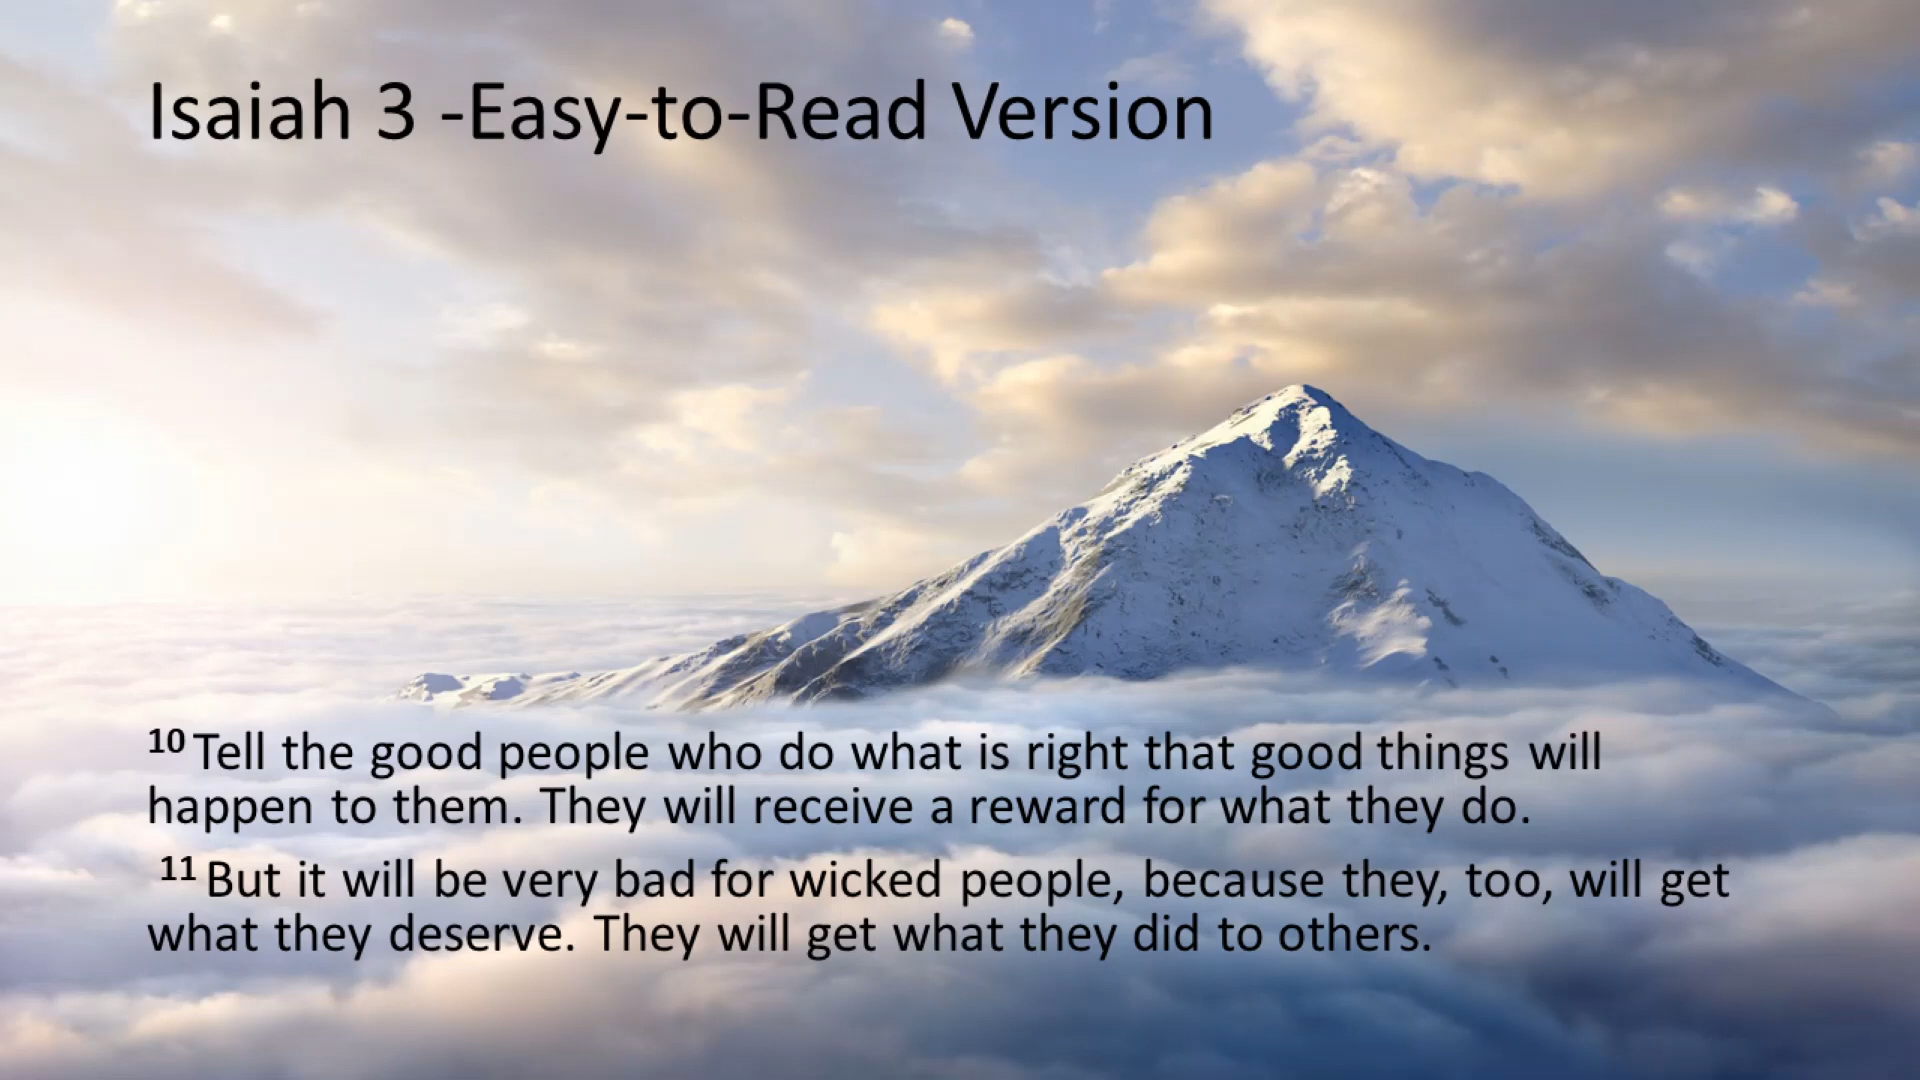 Isaiah 3 -Easy-to-Read Version
10 Tell the good people who do what is right that good things will
happen to them. They will receive a reward for what they do.
11 But it will be very bad for wicked people, because they, too, will get
what they deserve. They will get what they did to others.